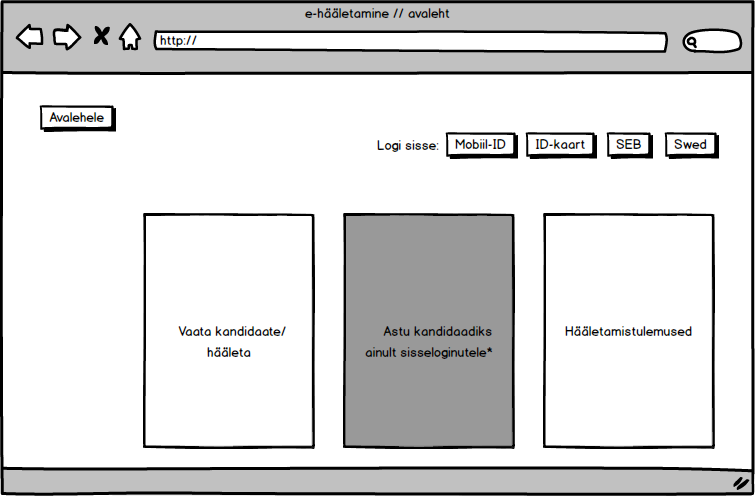 e-hääletamine // avaleht
http://
Avalehele
Logi sisse: Mobiil-ID ID-kaart SEB Swed
Vaata kandidaate/
hääleta
Astu kandidaadiks
ainult sisseloginutele*
Hääletamistulemused